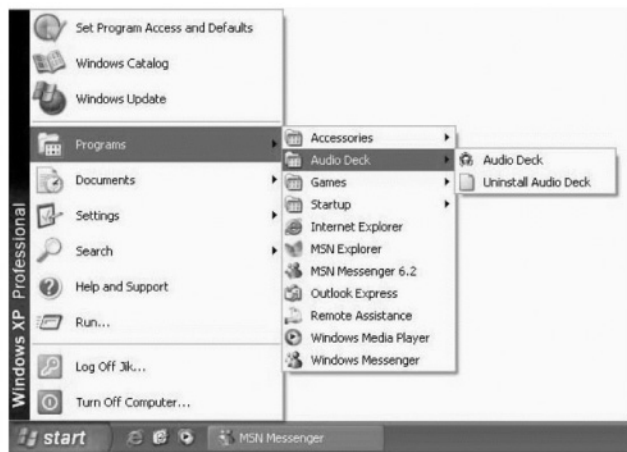 Set Program Access and Defaults
Windows Catalog
Windows Update
Programs
Documents
Settings
Search
Help and Support
Run...
Log Off Jik...
Turn Off Computer...
Windows XP Professional
Accessories
Audio Deck
Games
Startup
Internet Explorer
MSN Explorer
MSN Messenger 6.2
Outlook Express
Remote Assistance
Windows Media Player
Windows Messenger
Audio Deck
Uninstall Audio Deck
start
MSN Messenger